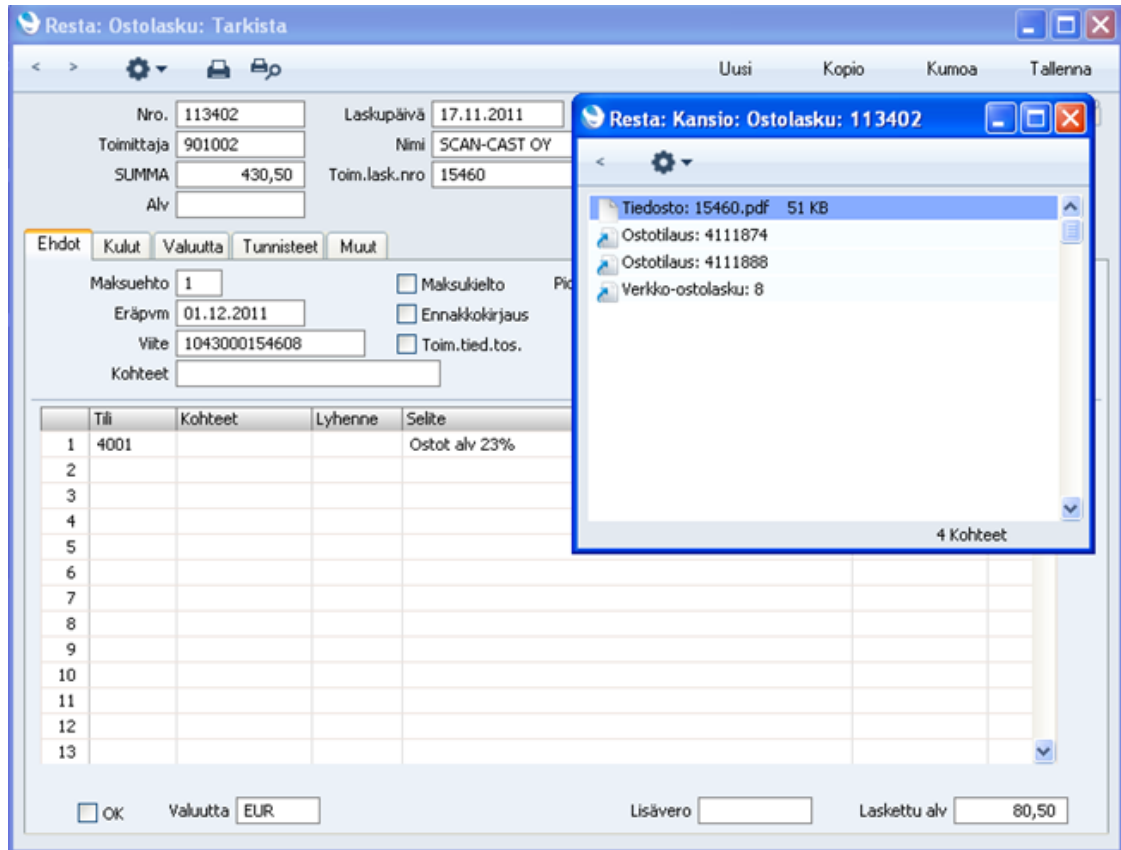 Resta: Ostolasku: Tarkista
Uusi Kopio Kumoa Tallenna
Nro. 113402 Laskupäivä 17.11.2011
Toimittaja 901002 Nimi SCAN-CAST OY
SUMMA 430,50 Toim.lask.nro 15460
Alv
Ehdot Kulut Valuutta Tunnisteet Muut
Maksuehto 1 Maksukielto
Eräpvm 01.12.2011 Ennakkokirjaus
Viite 1043000154608 Toim.tied.tos.
Kohteet
Tili Kohteet Lyhenne Selite
1 4001 Ostot alv 23%
2
3
4
5
6
7
8
9
10
11
12
13
OK Valuutta EUR Lisävero Laskettu alv 80,50
Resta: Kansio: Ostolasku: 113402
Tiedosto: 15460.pdf 51 KB
Ostotilaus: 4111874
Ostotilaus: 4111888
Verkko-ostolasku: 8
4 Kohteet